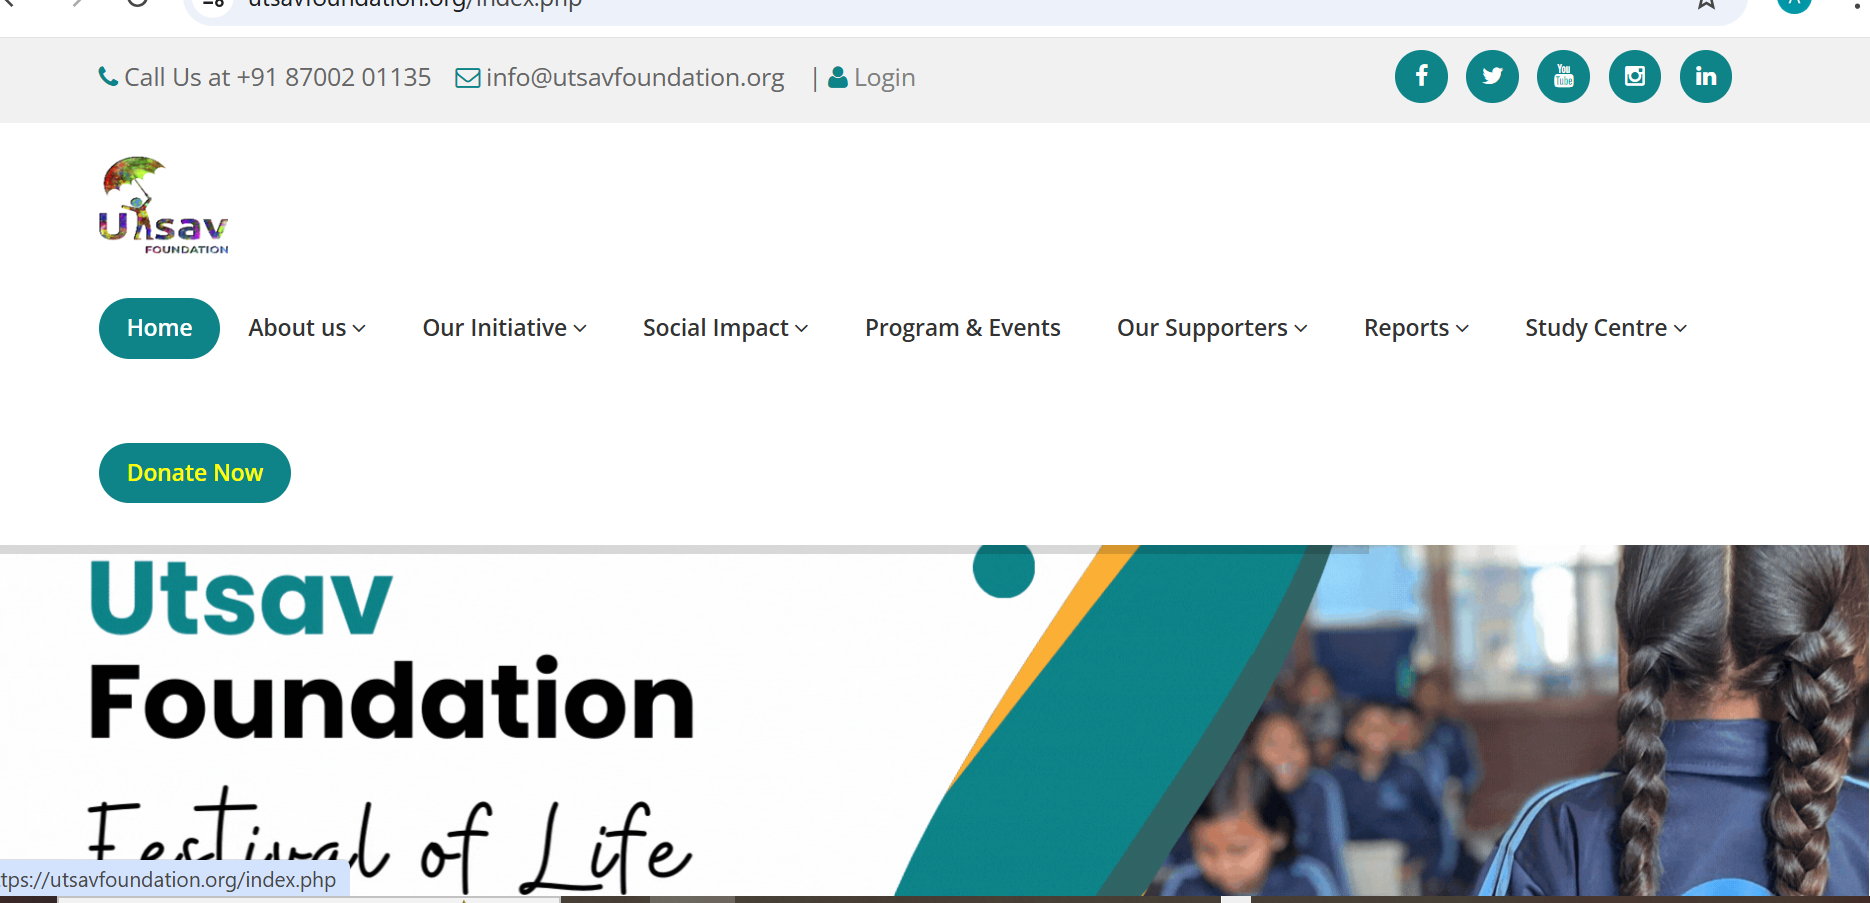 utsavfoundation.org/index.php
Call Us at +91 87002 01135 info@utsavfoundation.org | Login
You
Tube
Utsav
FOUNDATION
Home About us Our Initiative Social Impact Program & Events Our Supporters Reports Study Centre
Donate Now
Utsav
Foundation
Festival of Life
tps://utsavfoundation.org/index.php